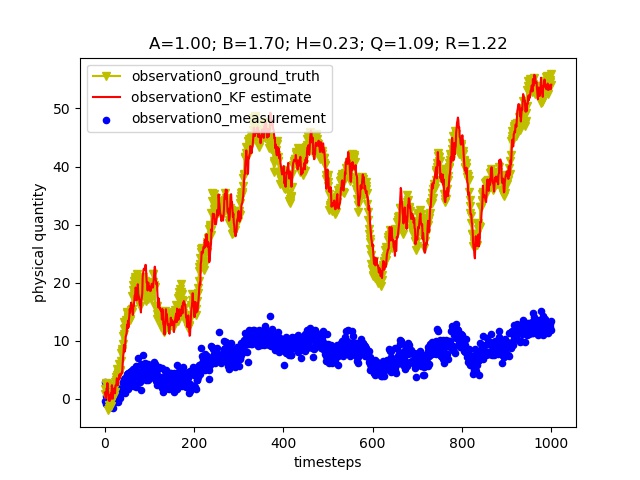 A=1.00; B=1.70; H=0.23; Q=1.09; R=1.22
observation0_ground_truth
observation0_KF estimate
observation0_measurement
physical quantity
50
40
30
20
10
0
0 200 400 600 800 1000
timesteps